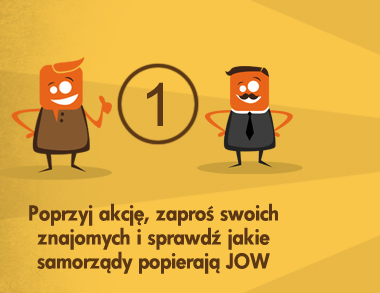 1
Poprzyj akcję, zaproś swoich
znajomych i sprawdź jakie
samorządy popierają JOW